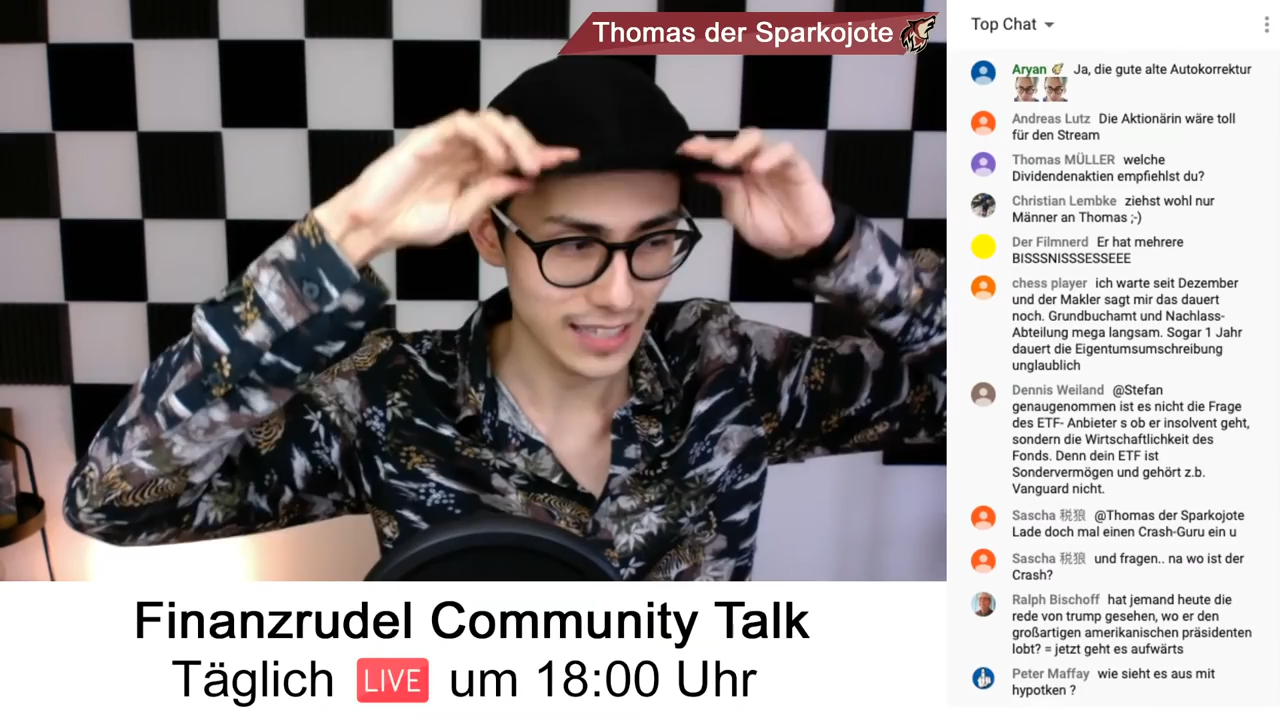 Thomas der Sparkojote
Finanzrudel Community Talk
Täglich LIVE um 18:00 Uhr
Top Chat
Aryan Ja, die gute alte Autokorrektur
Andreas Lutz Die Aktionärin wäre toll
für den Stream
Thomas MÜLLER welche
Dividendenaktien empfiehlst du?
Christian Lembke ziehst wohl nur
Männer an Thomas ;-)
Der Filmnerd Er hat mehrere
BISSSNISSSESSEEE
chess player ich warte seit Dezember
und der Makler sagt mir das dauert
noch. Grundbuchamt und Nachlass-
Abteilung mega langsam. Sogar 1 Jahr
dauert die Eigentumsumschreibung
unglaublich
Dennis Weiland @Stefan
genaugenommen ist es nicht die Frage
des ETF- Anbieter s ob er insolvent geht,
sondern die Wirtschaftlichkeit des
Fonds. Denn dein ETF ist
Sondervermögen und gehört z.b.
Vanguard nicht.
Sascha 税狼 @Thomas der Sparkojote
Lade doch mal einen Crash-Guru ein u
Sascha 税狼 und fragen.. na wo ist der
Crash?
Ralph Bischoff hat jemand heute die
rede von trump gesehen, wo er den
großartigen amerikanischen präsidenten
lobt? = jetzt geht es aufwärts
Peter Maffay wie sieht es aus mit
hypotken ?